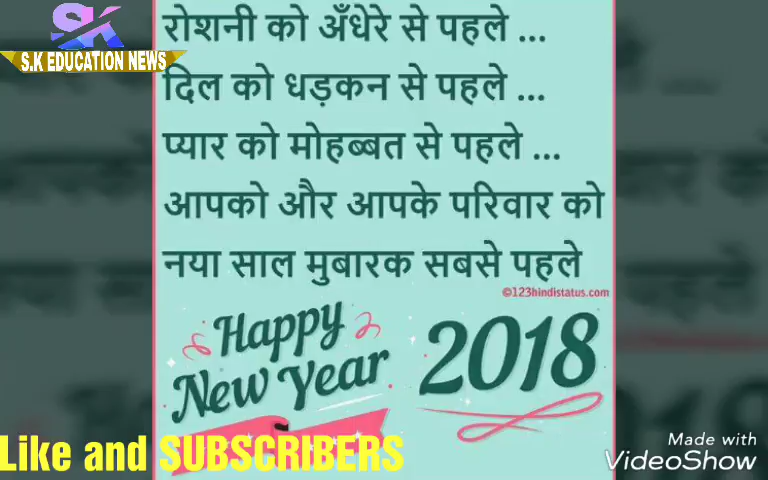 SK
S.K EDUCATION NEWS
रोशनी को अँधेरे से पहले ...
दिल को धड़कन से पहले ...
प्यार को मोहब्बत से पहले ...
आपको और आपके परिवार को
नया साल मुबारक सबसे पहले
©123hindistatus.com
Happy
New Year
2018
Like and SUBSCRIBERS
Made with
VideoShow